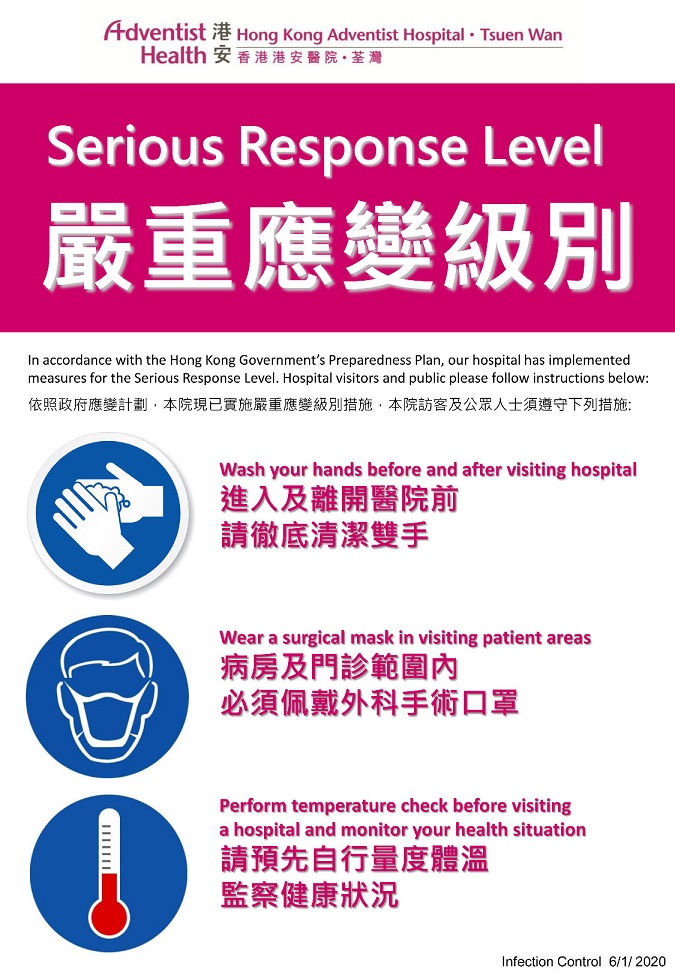 Adventist Health 港安 Hong Kong Adventist Hospital · Tsuen Wan
香港港安醫院·荃灣
Serious Response Level
嚴重應變級別
In accordance with the Hong Kong Government's Preparedness Plan, our hospital has implemented
measures for the Serious Response Level. Hospital visitors and public please follow instructions below:
依照政府應變計劃，本院現已實施嚴重應變級別措施，本院訪客及公眾人士須遵守下列措施:
Wash your hands before and after visiting hospital
進入及離開醫院前
請徹底清潔雙手
Wear a surgical mask in visiting patient areas
病房及門診範圍內
必須佩戴外科手術口罩
Perform temperature check before visiting
a hospital and monitor your health situation
請預先自行量度體溫
監察健康狀況
Infection Control 6/1/ 2020